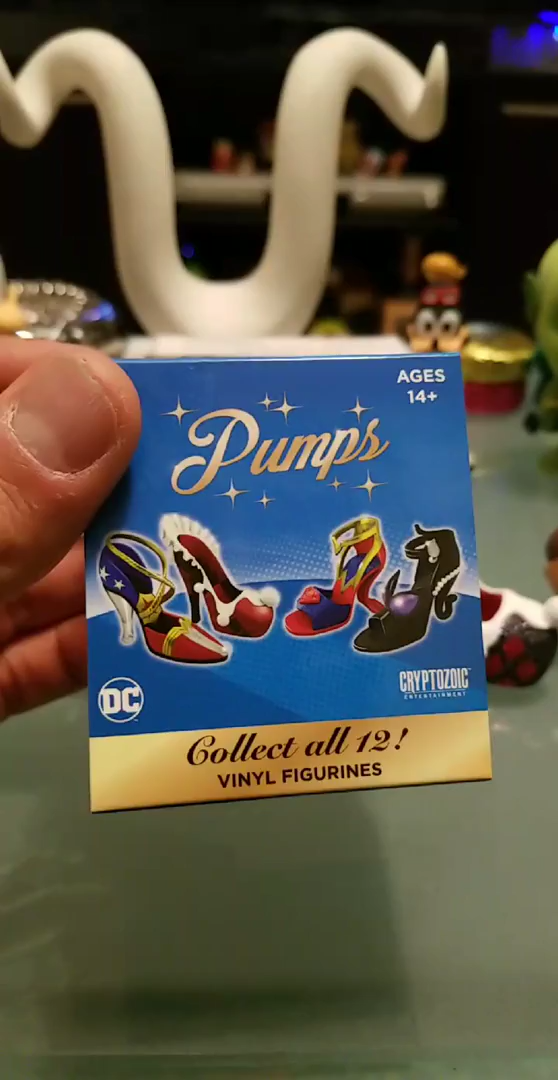 AGES
14+
Pumps
DC
CRYPTOZOIC
ENTERTAINMENT
Collect all 12!
VINYL FIGURINES